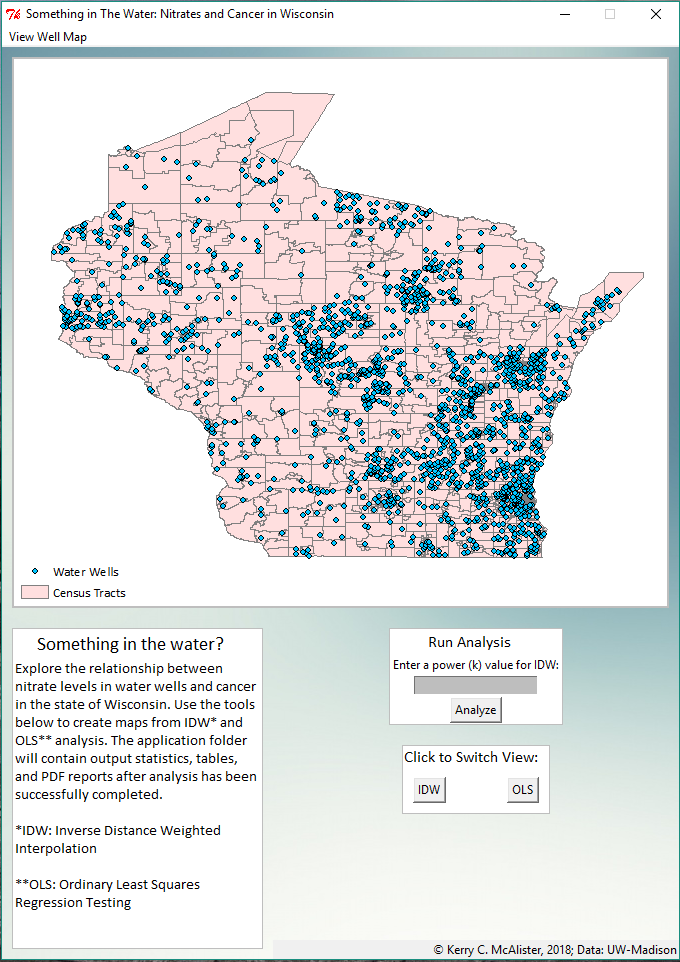 Something in The Water: Nitrates and Cancer in Wisconsin
View Well Map
Water Wells
Census Tracts
Something in the water?
Explore the relationship between
nitrate levels in water wells and cancer
in the state of Wisconsin. Use the tools
below to create maps from IDW* and
OLS** analysis. The application folder
will contain output statistics, tables,
and PDF reports after analysis has been
successfully completed.
*IDW: Inverse Distance Weighted
Interpolation
**OLS: Ordinary Least Squares
Regression Testing
Run Analysis
Enter a power (k) value for IDW:
Analyze
Click to Switch View:
IDW OLS
© Kerry C. McAlister, 2018; Data: UW-Madison